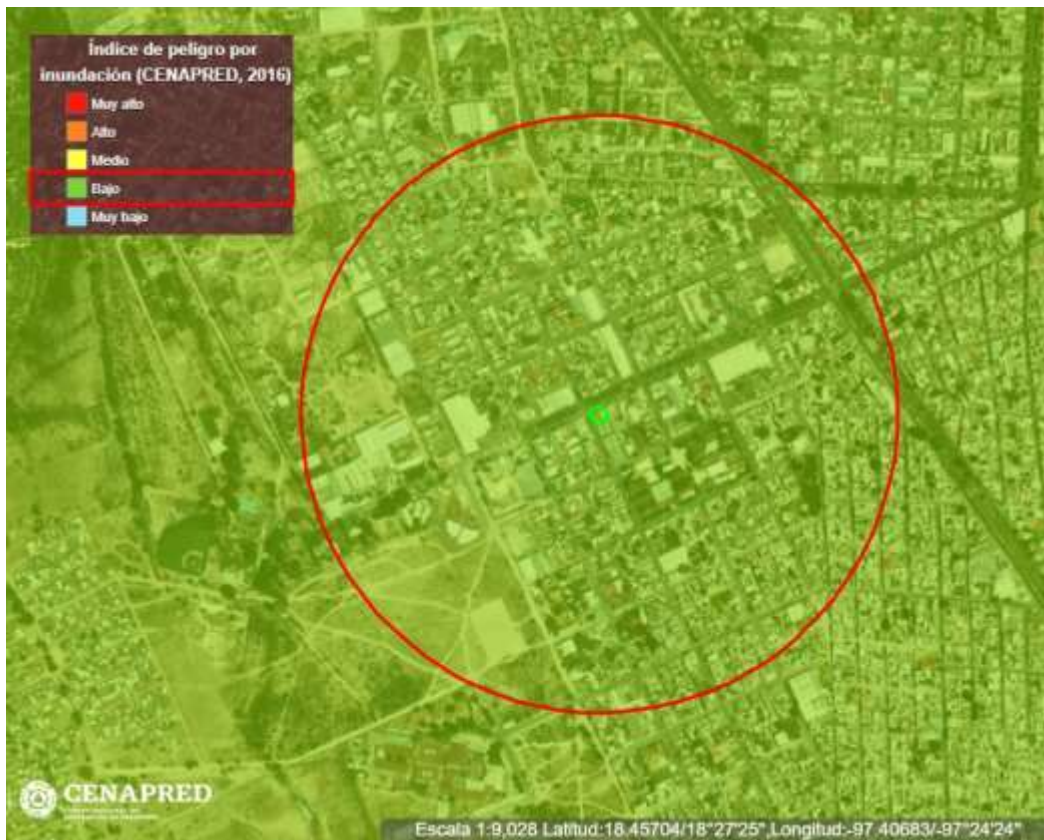 Índice de peligro por
inundación (CENAPRED, 2016)
Muy alto
Alto
Medio
Bajo
Muy bajo
CENAPRED
Escala 1:9,028 Latitud:18.45704/18°27'25", Longitud:-97.40683/-97°24'24"